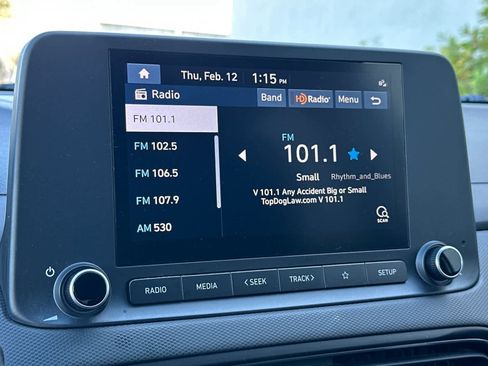 Thu, Feb. 12 1:15 PM
Radio Band HD Radio Menu
FM 101.1
FM 102.5
FM 106.5
FM 107.9
AM 530
FM
101.1
Small Rhythm_and_Blues
V 101.1 Any Accident Big or Small
TopDogLaw.com V 101.1
SCAN
RADIO MEDIA <SEEK TRACK> SETUP